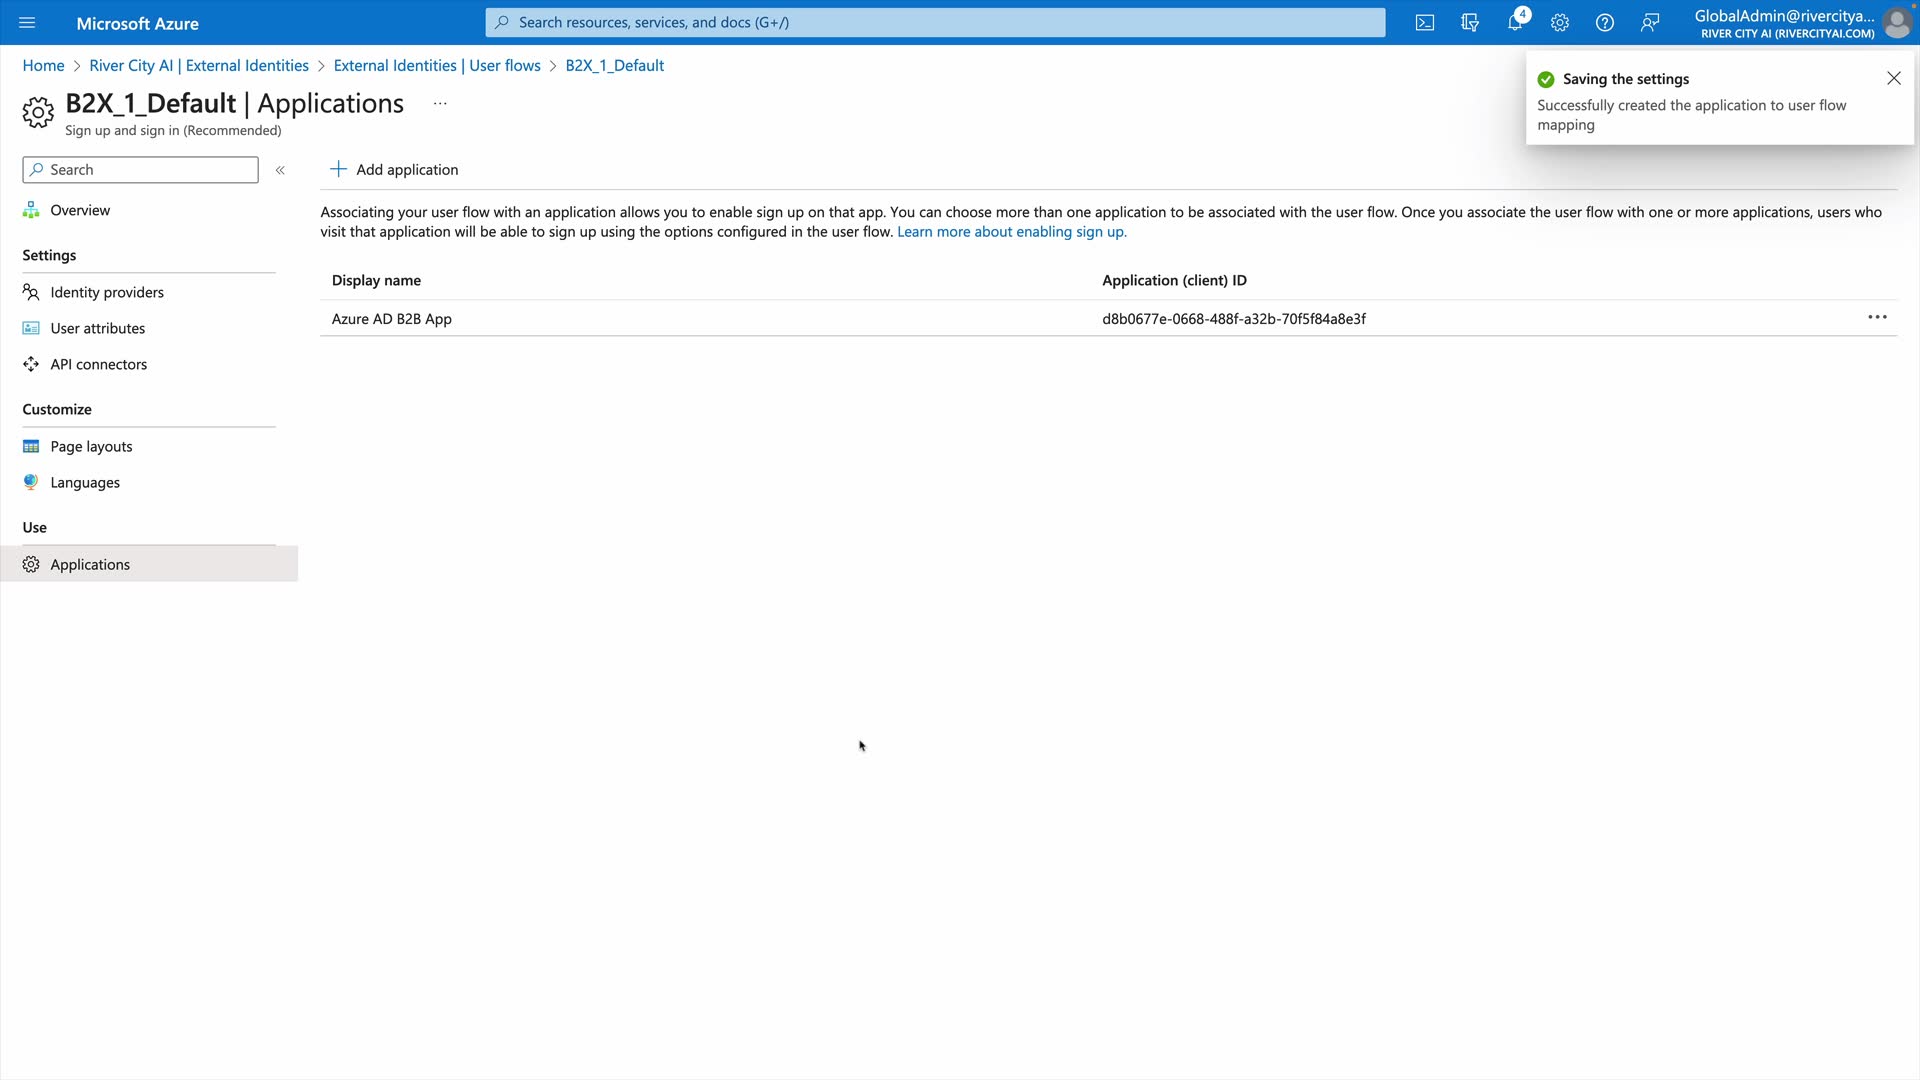 Microsoft Azure
Search resources, services, and docs (G+/)
4
GlobalAdmin@rivercitya...
RIVER CITY AI (RIVERCITYAI.COM)
Home > River City AI | External Identities > External Identities | User flows > B2X_1_Default
B2X_1_Default | Applications ...
Sign up and sign in (Recommended)
Saving the settings
Successfully created the application to user flow
mapping
Search
«
Add application
Overview
Settings
Identity providers
User attributes
API connectors
Customize
Page layouts
Languages
Use
Applications
Associating your user flow with an application allows you to enable sign up on that app. You can choose more than one application to be associated with the user flow. Once you associate the user flow with one or more applications, users who
visit that application will be able to sign up using the options configured in the user flow. Learn more about enabling sign up.
Display name Application (client) ID
Azure AD B2B App d8b0677e-0668-488f-a32b-70f5f84a8e3f ...